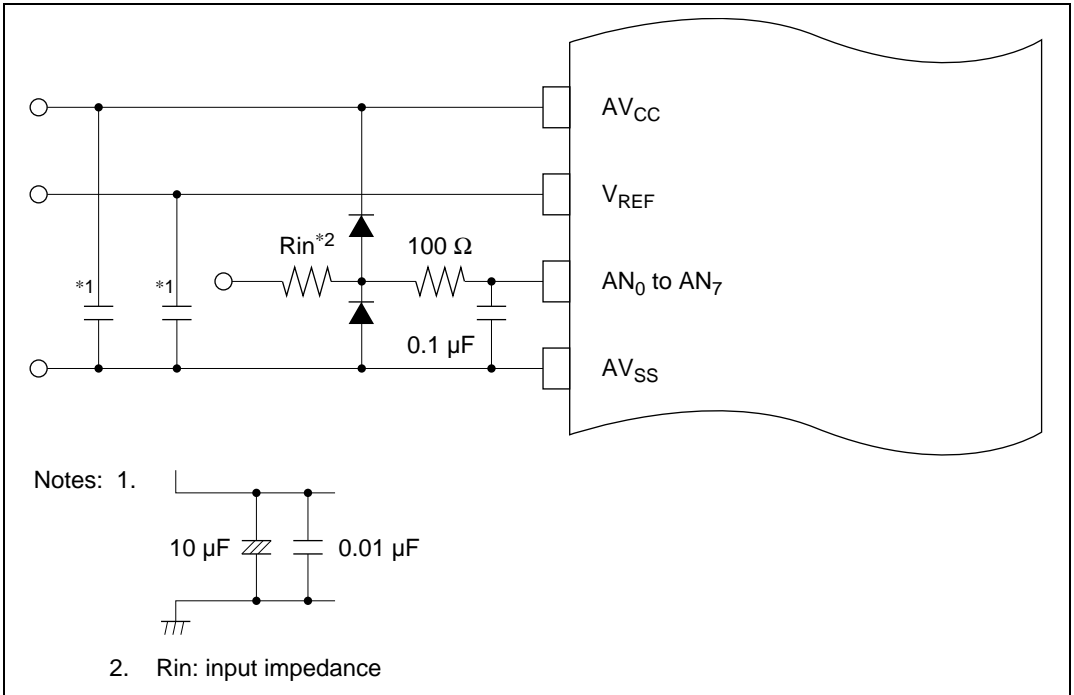 AVCC
VREF
Rin*2
100 Ω
*1
*1
AN0 to AN7
0.1 µF
AVSS
Notes: 1.
10 µF
0.01 µF
2. Rin: input impedance